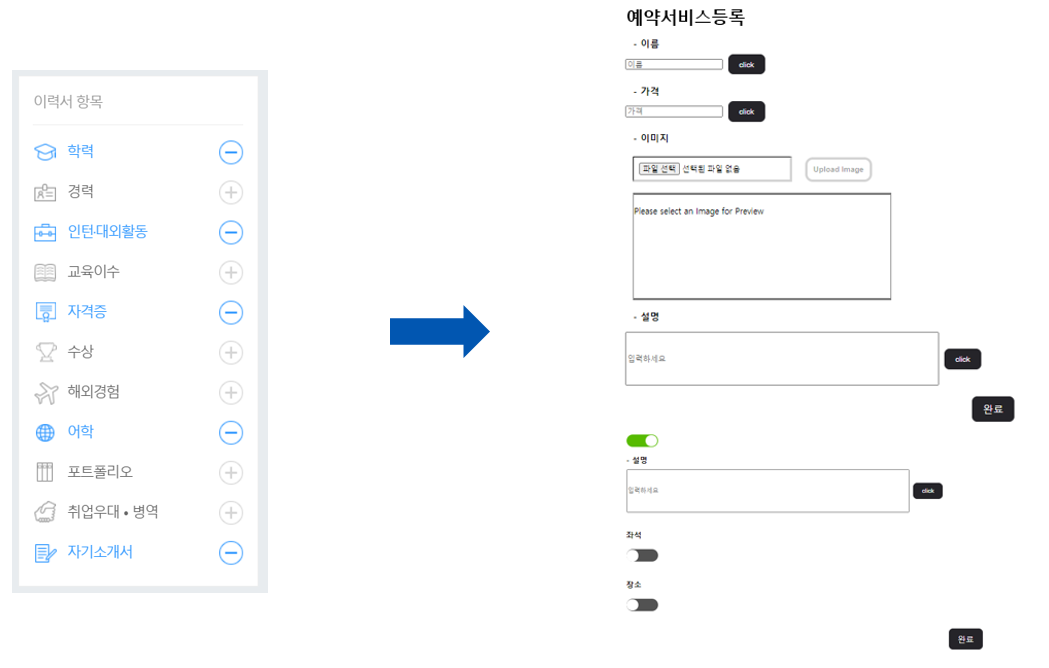 이력서 항목
학력
경력
인턴·대외활동
교육이수
자격증
수상
해외경험
어학
포트폴리오
취업우대 • 병역
자기소개서
예약서비스등록
- 이름
이름 click
- 가격
가격 click
- 이미지
파일 선택 선택된 파일 없음 Upload Image
Please select an Image for Preview
- 설명
입력하세요 click
완료
- 설명
입력하세요 click
좌석
장소
완료